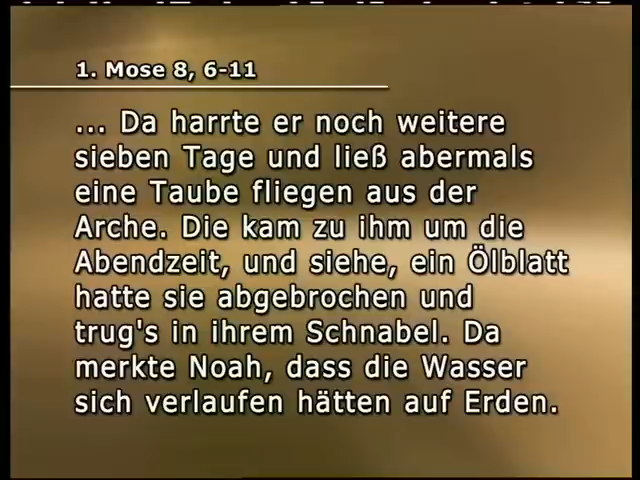 1. Mose 8, 6-11
... Da harrte er noch weitere
sieben Tage und ließ abermals
eine Taube fliegen aus der
Arche. Die kam zu ihm um die
Abendzeit, und siehe, ein Ölblatt
hatte sie abgebrochen und
trug's in ihrem Schnabel. Da
merkte Noah, dass die Wasser
sich verlaufen hätten auf Erden.